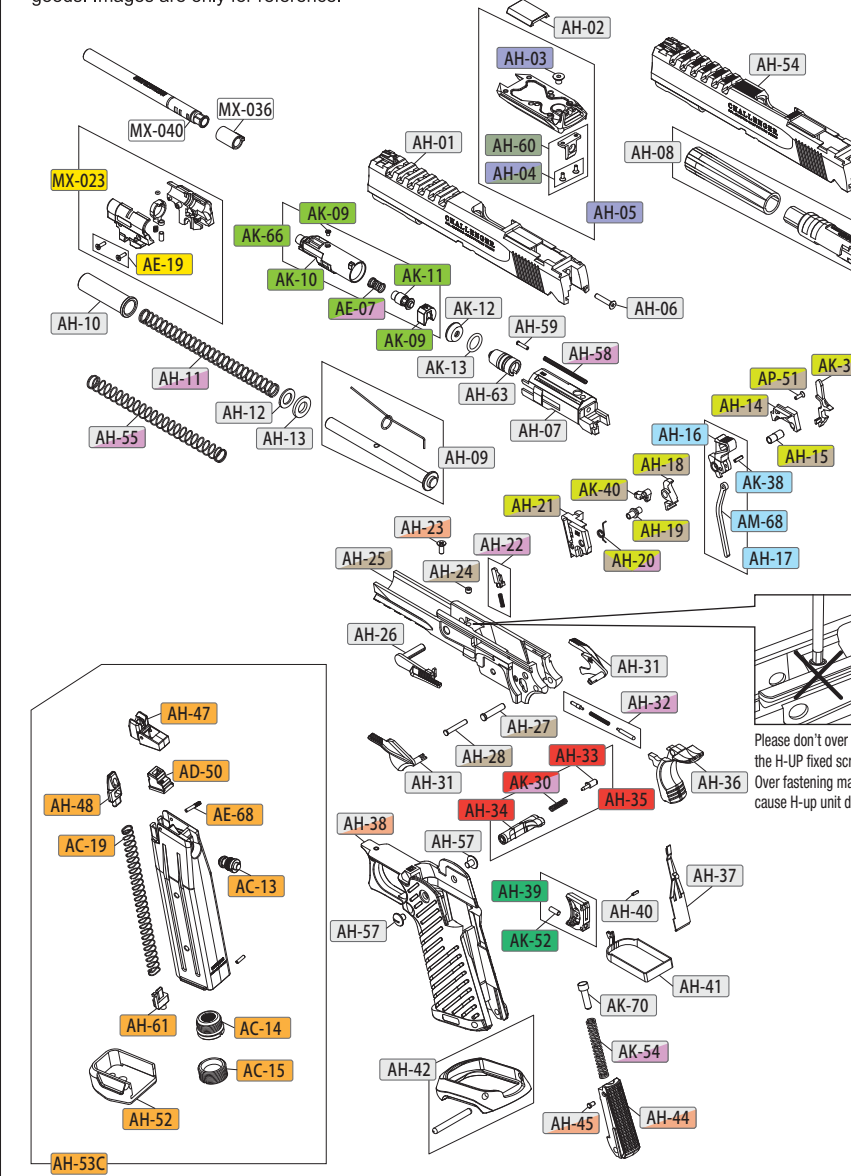 goods. Images are only for reference.
AH-02
AH-03
AH-54
MX-036
MX-040
AH-01
AH-60
AH-08
AH-04
MX-023
CHALLENGER
AK-09
AH-05
CHALLENGER
AK-66
AE-19
AK-11
AK-10
AE-07
AK-12
AH-06
AH-10
AK-09
AH-59
AH-58
AK-13
AH-11
AH-63
AP-51
AH-14
AH-12
AH-07
AH-16
AH-55
AH-13
AH-09
AH-15
AH-18
AK-38
AK-40
AH-21
AM-68
AH-23
AH-19
AH-22
AH-25
AH-20
AH-17
AH-24
AH-26
AH-31
AH-32
AH-47
AH-27
AH-28
AH-33
Please don't over
the H-UP fixed
AD-50
AH-31
AK-30
AH-36
Over fastening
cause H-up unit
AH-48
AE-68
AH-34
AH-35
AH-38
AC-19
AH-57
AC-13
AH-37
AH-39
AH-40
AH-57
AK-52
AH-41
AK-70
AH-61
AC-14
AK-54
AC-15
AH-42
AH-52
AH-45
AH-44
AH-53C